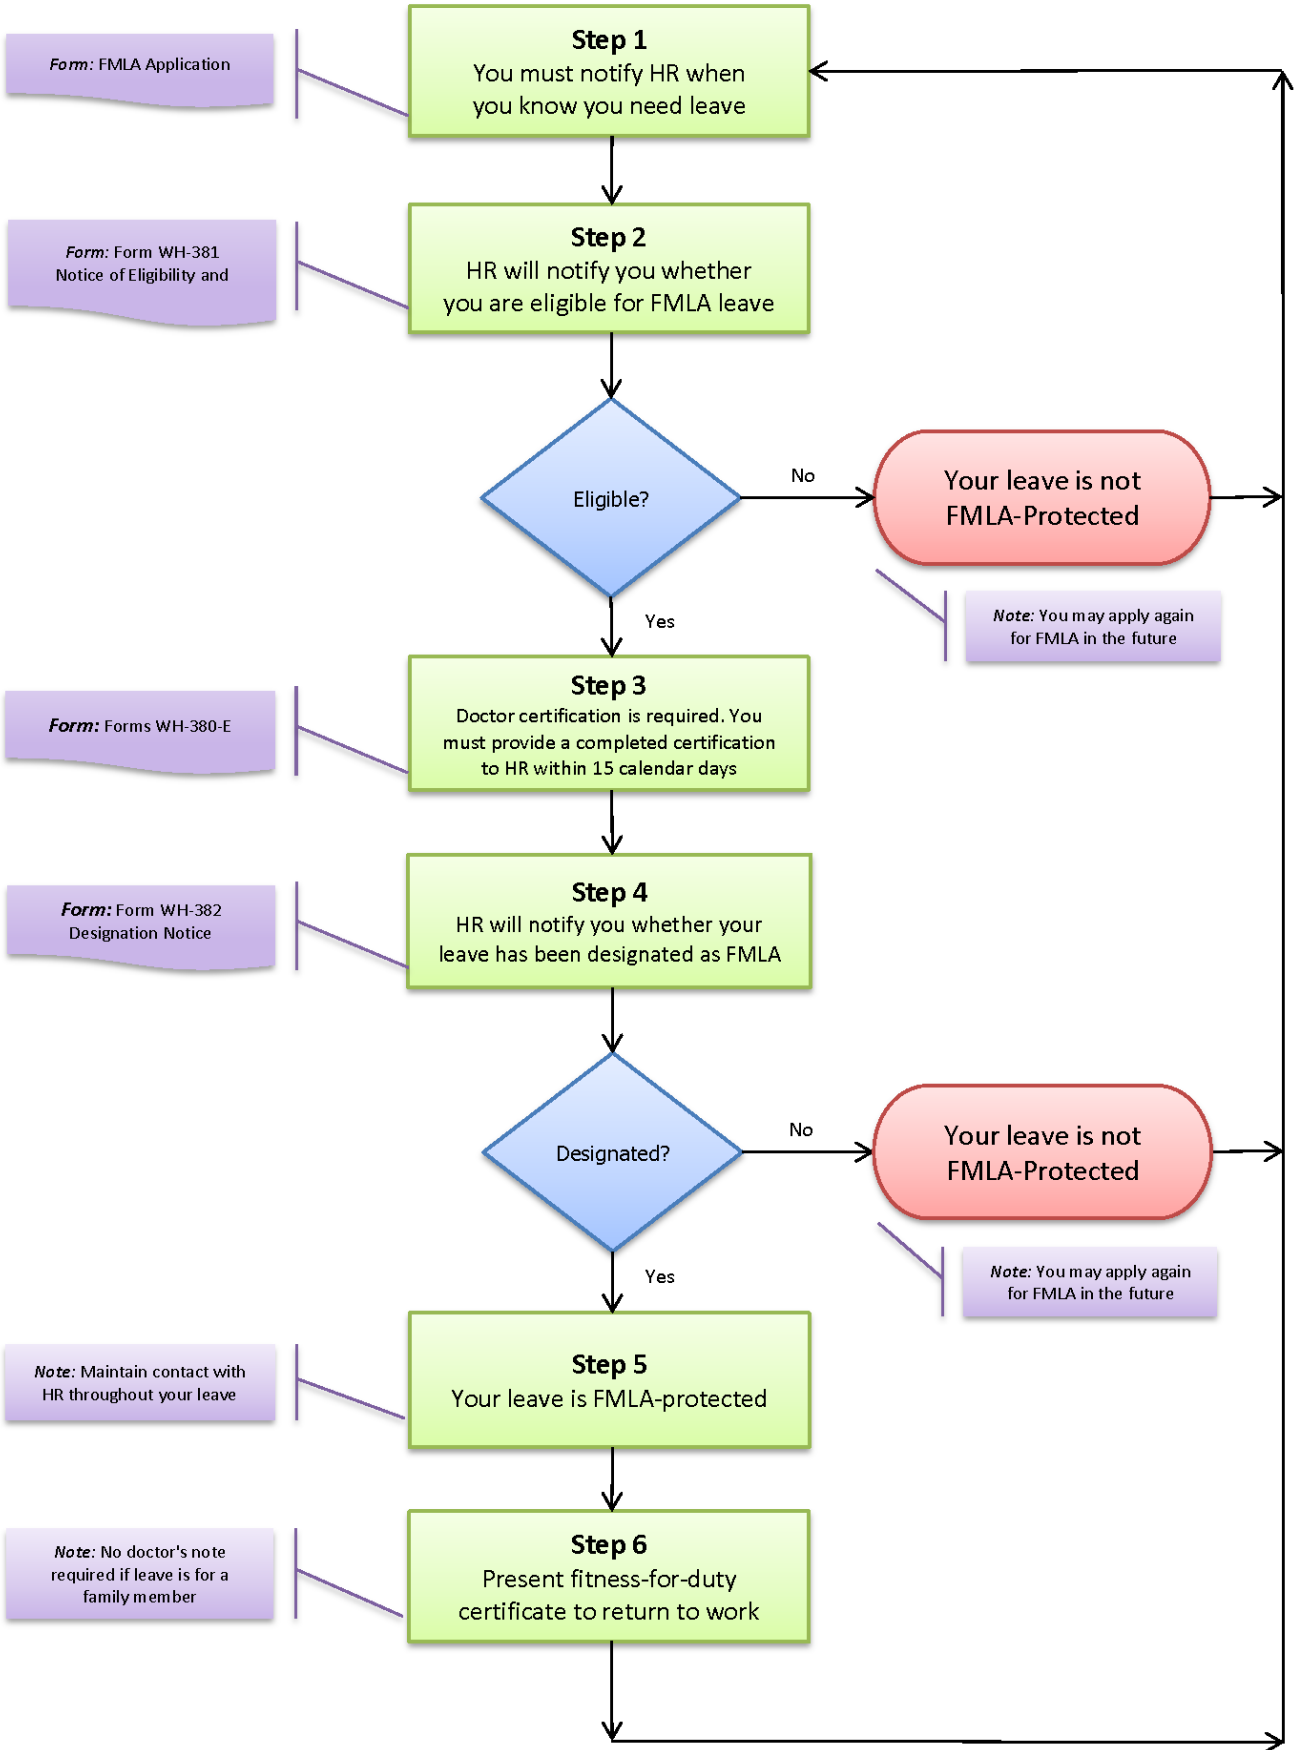 Form: FMLA Application
Step 1
You must notify HR when
you know you need leave
Form: Form WH-381
Notice of Eligibility and
Step 2
HR will notify you whether
you are eligible for FMLA leave
Eligible?
No
Your leave is not
FMLA-Protected
Note: You may apply again
for FMLA in the future
Yes
Form: Forms WH-380-E
Step 3
Doctor certification is required. You
must provide a completed certification
to HR within 15 calendar days
Form: Form WH-382
Designation Notice
Step 4
HR will notify you whether your
leave has been designated as FMLA
Designated?
No
Your leave is not
FMLA-Protected
Note: You may apply again
for FMLA in the future
Yes
Note: Maintain contact with
HR throughout your leave
Step 5
Your leave is FMLA-protected
Note: No doctor's note
required if leave is for a
family member
Step 6
Present fitness-for-duty
certificate to return to work